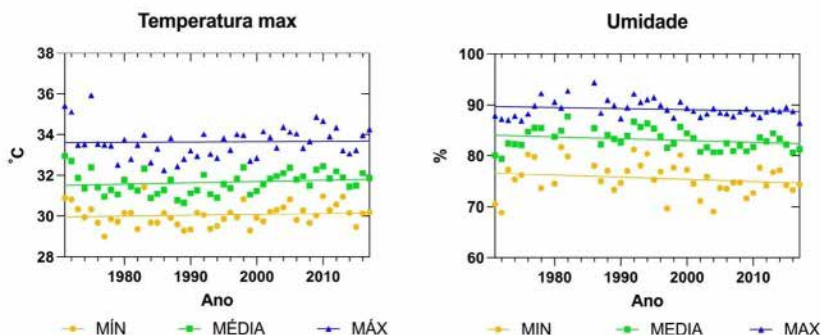 Temperatura max
38
36
34
32
30
28
°C
1980
1990
2000
2010
Ano
MÍN
MÉDIA
MÁX
Umidade
100
90
80
70
60
%
1980
1990
2000
2010
Ano
MIN
MEDIA
MAX